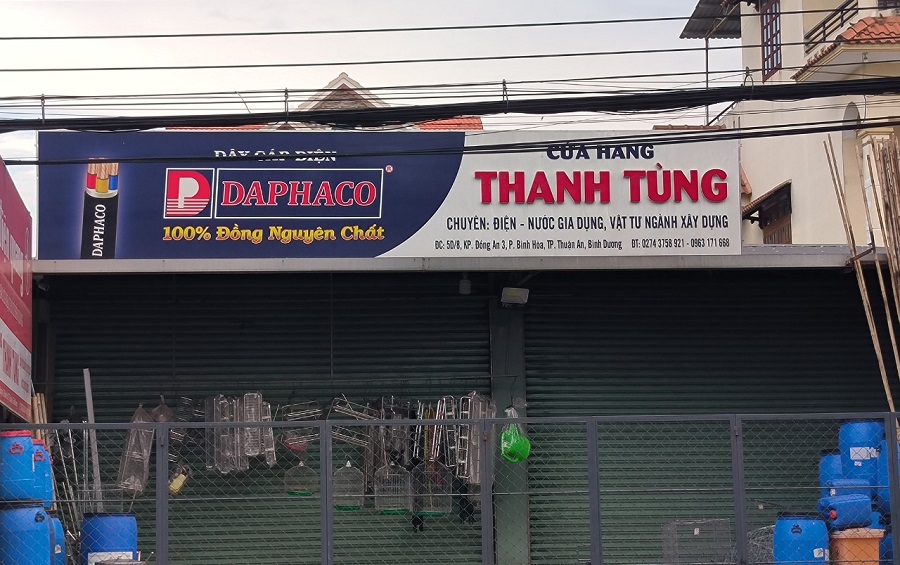 DÂY CÁP ĐIỆN
DAPHACO
P DAPHACO ®
100% Đồng Nguyên Chất
CỬA HÀNG
THANH TÙNG
CHUYÊN: ĐIỆN - NƯỚC GIA DỤNG, VẬT TƯ NGÀNH XÂY DỰNG
ĐC: 5D/8, KP. Đồng An 3, P. Bình Hòa, TP. Thuận An, Bình Dương ĐT: 0274 3758 921 - 0963 171 668